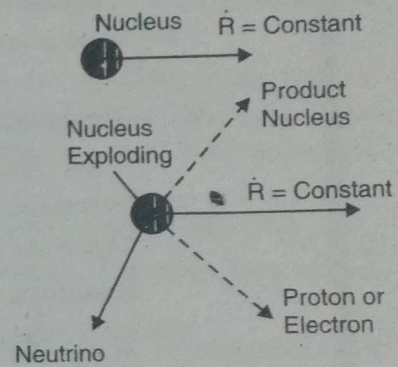 Nucleus
Ṙ = Constant
Product
Nucleus
Nucleus
Exploding
Ṙ = Constant
Proton or
Electron
Neutrino